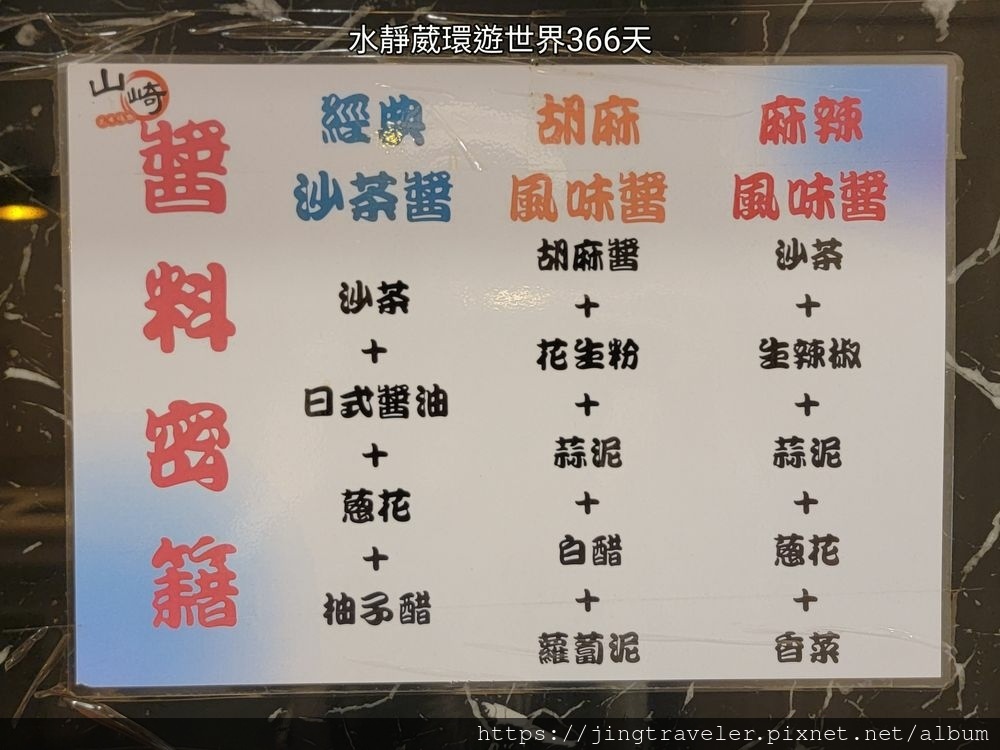 水靜葳環遊世界366天
山崎
醬料密籍
經典
沙茶醬
沙茶
+
日式醬油
+
蔥花
+
柚子醋
胡麻
風味醬
胡麻醬
+
花生粉
+
蒜泥
+
白醋
+
蘿蔔泥
麻辣
風味醬
沙茶
+
生辣椒
+
蒜泥
+
蔥花
+
香菜
https://jingtraveler.pixnet.net/album